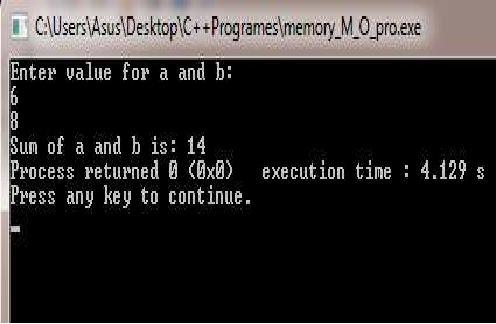 C:\Users\Asus\Desktop\C++Programes\memory_M_O_pro.exe
Enter value for a and b:
6
8
Sum of a and b is: 14
Process returned 0 (0x0)   execution time : 4.129 s
Press any key to continue.